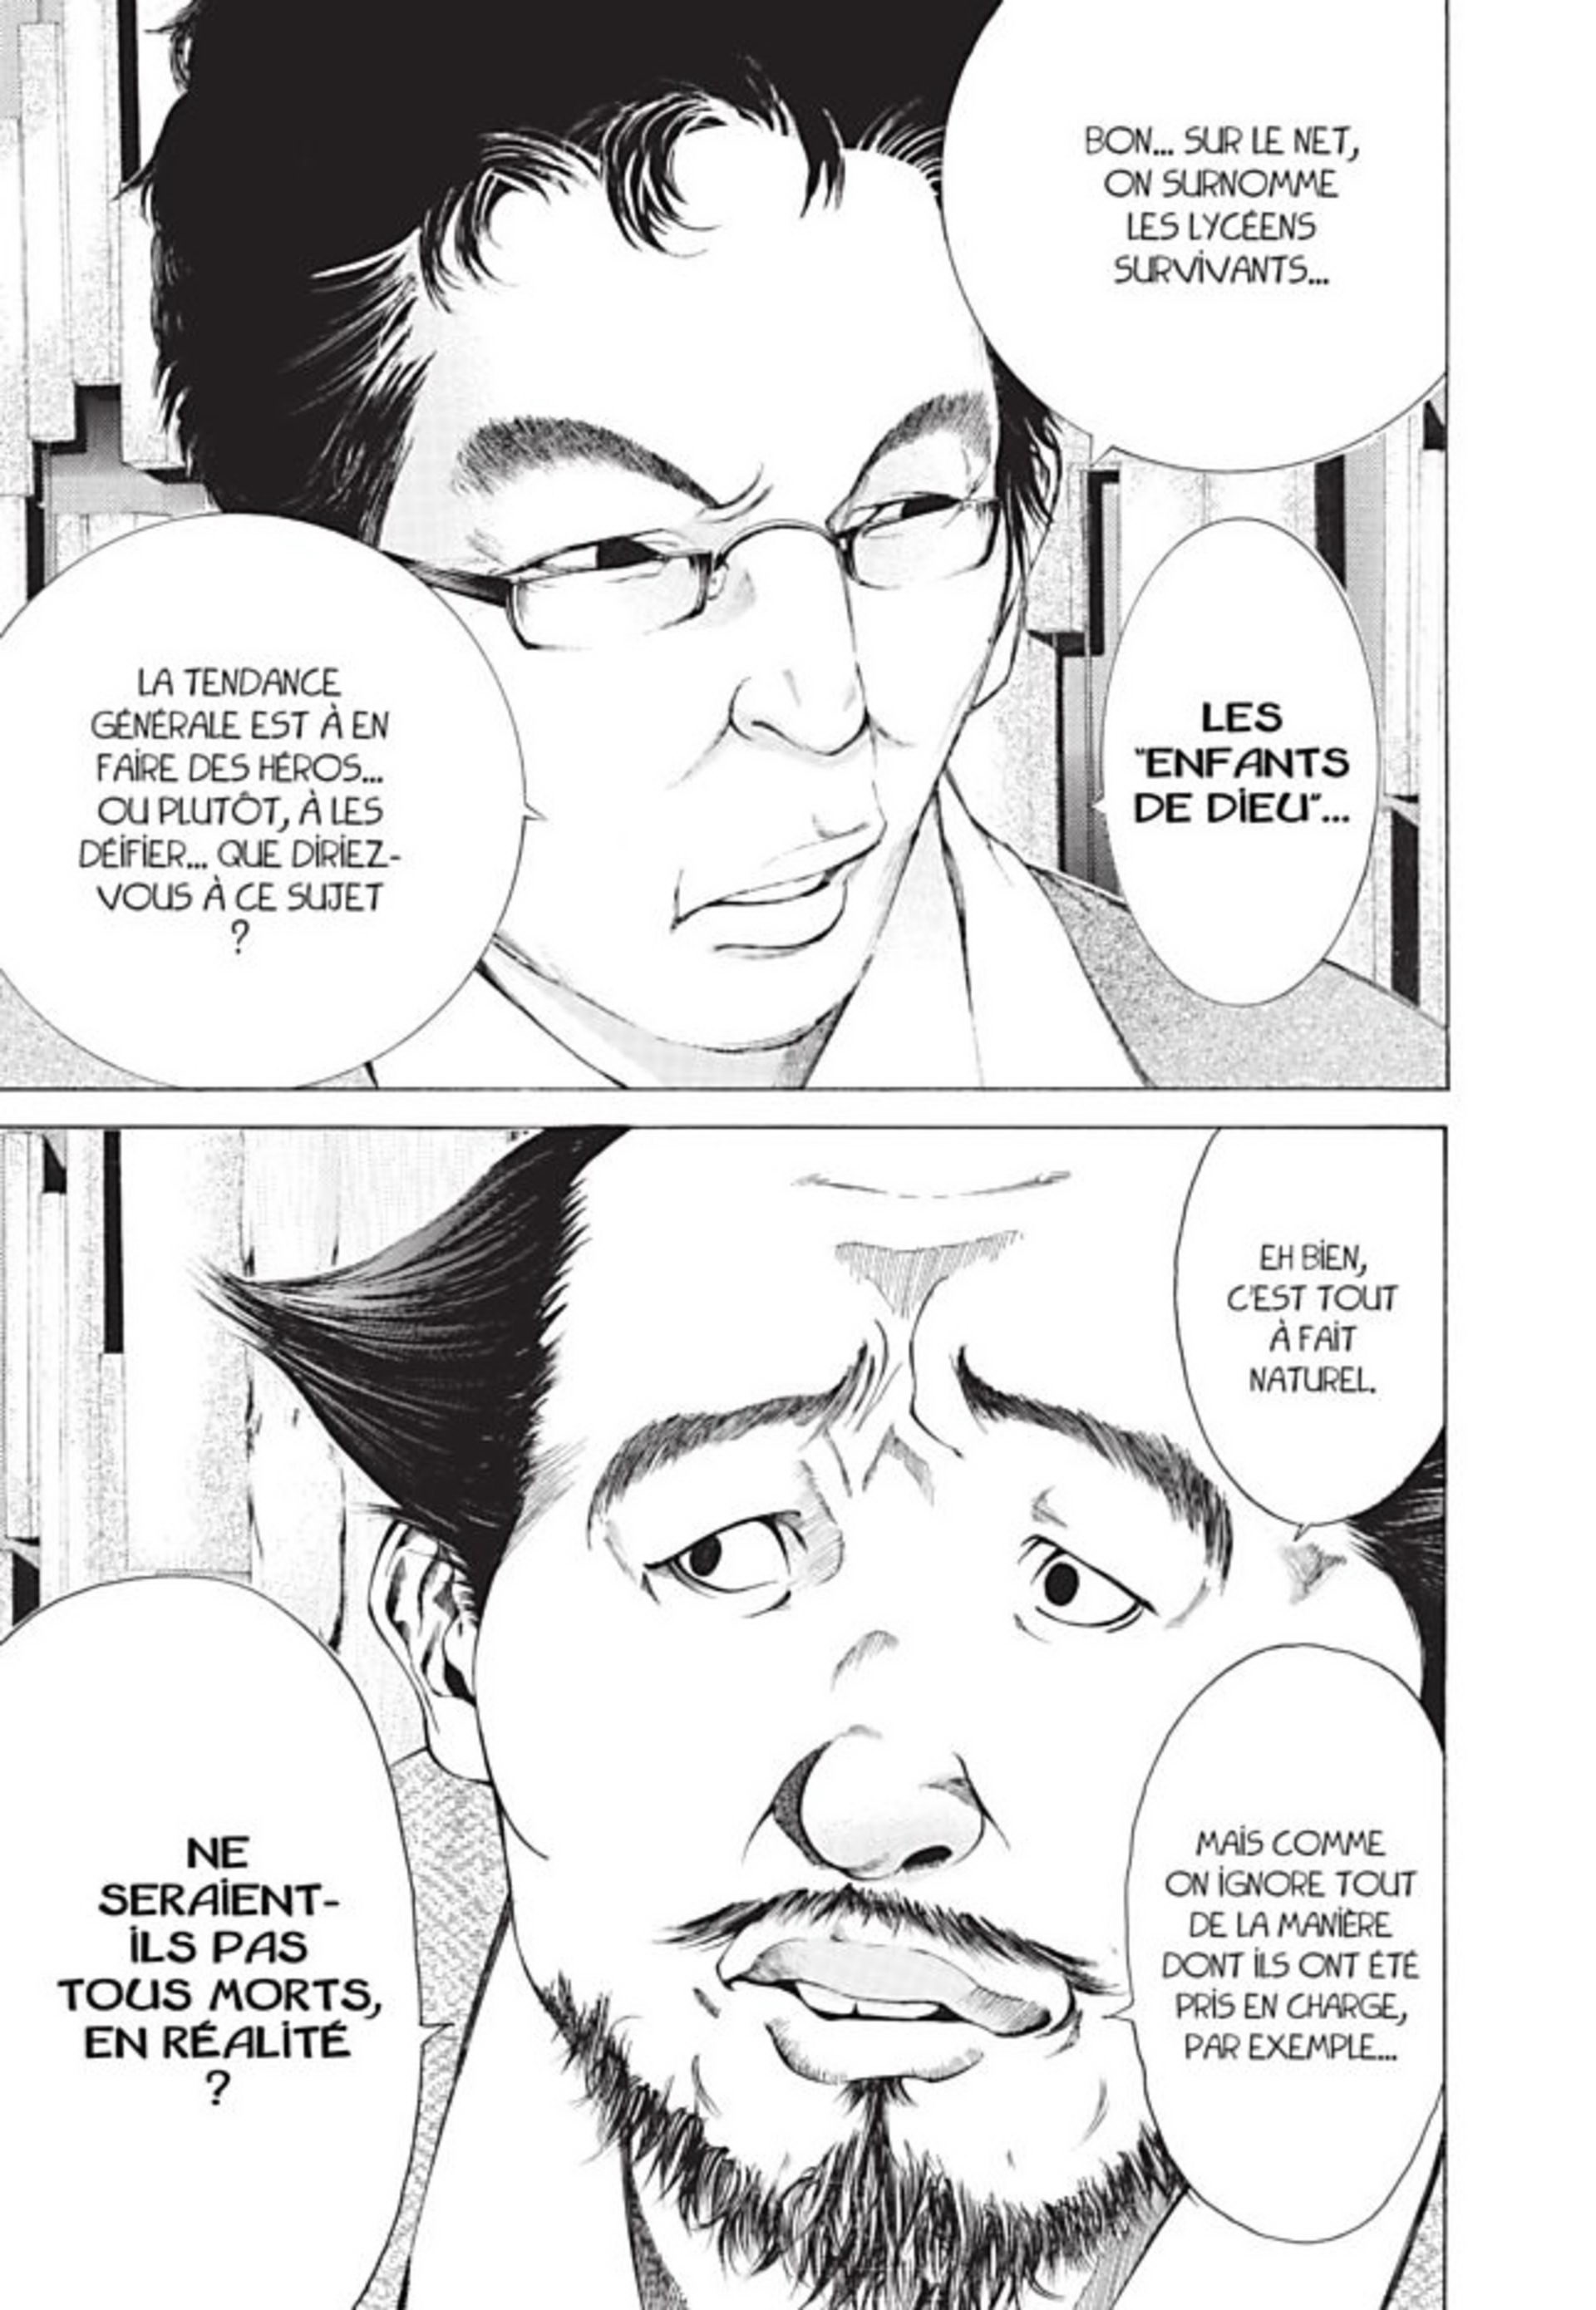 BON... SUR LE NET,
ON SURNOMME
LES LYCÉENS
SURVIVANTS...
LES
"ENFANTS
DE DIEU"...
LA TENDANCE
GÉNÉRALE EST À EN
FAIRE DES HÉROS...
OU PLUTÔT, À LES
DÉIFIER... QUE DIRIEZ-
VOUS À CE SUJET
?
EH BIEN,
C'EST TOUT
À FAIT
NATUREL.
MAIS COMME
ON IGNORE TOUT
DE LA MANIÈRE
DONT ILS ONT ÉTÉ
PRIS EN CHARGE,
PAR EXEMPLE...
NE
SERAIENT-
ILS PAS
TOUS MORTS,
EN RÉALITÉ
?